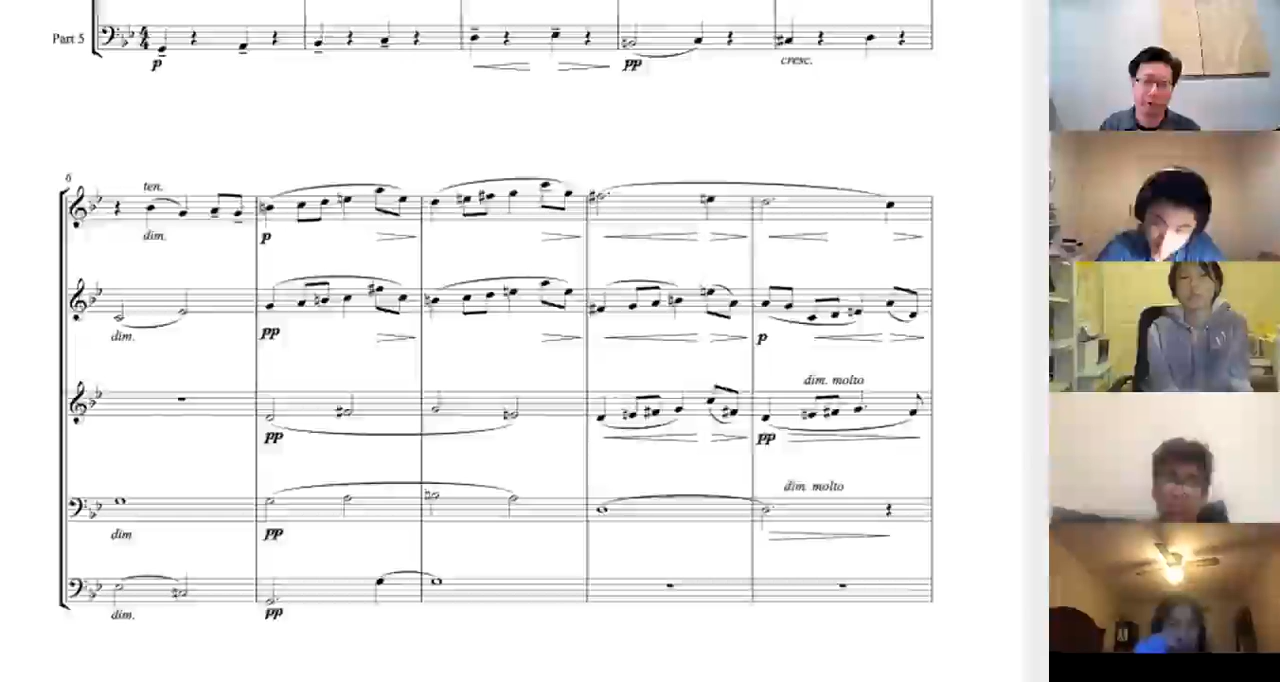 Part 5
p pp cresc.
6
ten.
dim.
p
dim. pp p
dim. molto
pp pp
dim. molto
dim pp
dim. pp